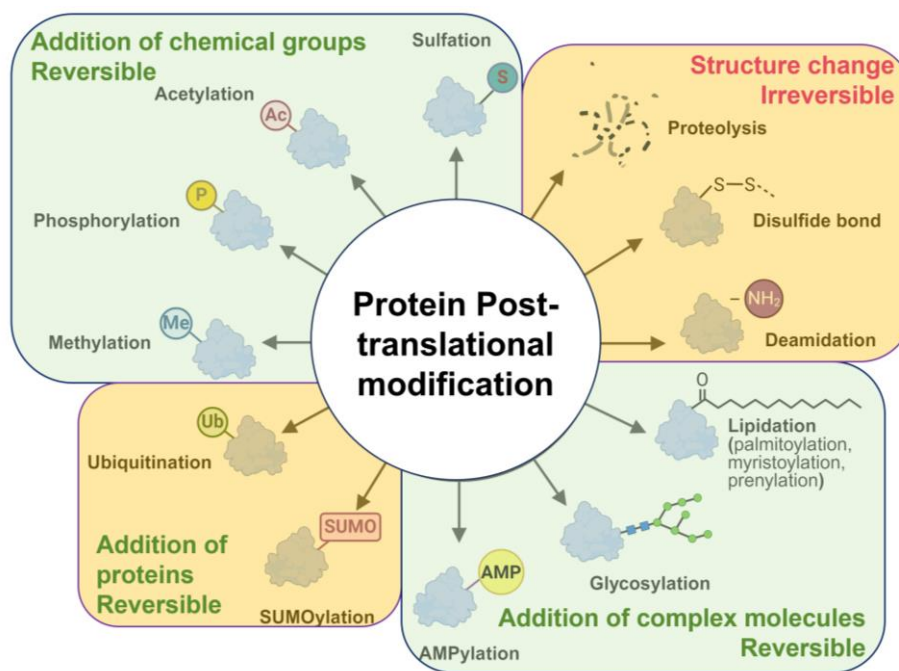 Addition of chemical groups
Reversible
Sulfation
S
Acetylation
Ac
Phosphorylation
P
Methylation
Me
Structure change
Irreversible
Proteolysis
S—S
Disulfide bond
– NH₂
Deamidation
Protein Post-
translational
modification
Ub
Ubiquitination
SUMO
SUMOylation
Addition of
proteins
Reversible
O
Lipidation
(palmitoylation,
myristoylation,
prenylation)
Glycosylation
AMP
AMPylation
Addition of complex molecules
Reversible